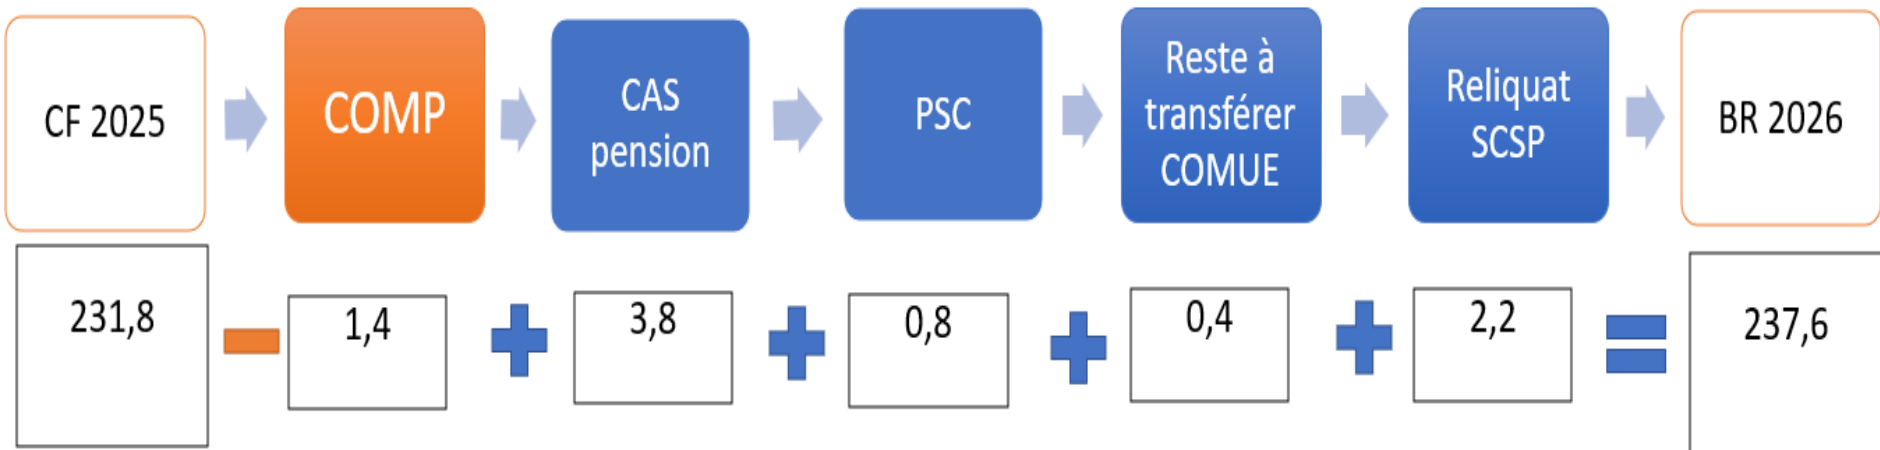 CF 2025
COMP
CAS
pension
PSC
Reste à
transférer
COMUE
Reliquat
SCSP
BR 2026
231,8 - 1,4 + 3,8 + 0,8 + 0,4 + 2,2 = 237,6